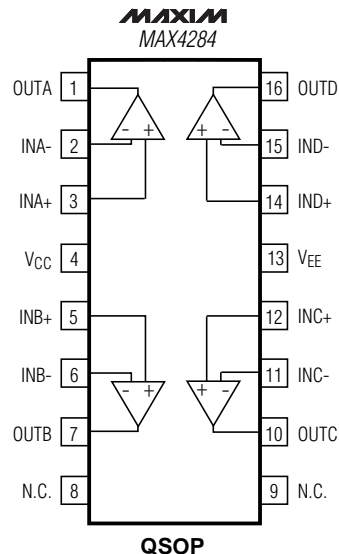 MAXIM
MAX4284
OUTA 1 16 OUTD
- + + -
INA- 2 15 IND-
INA+ 3 14 IND+
VCC 4 13 VEE
INB+ 5 12 INC+
INB- 6 11 INC-
- + + -
OUTB 7 10 OUTC
N.C. 8 9 N.C.
QSOP